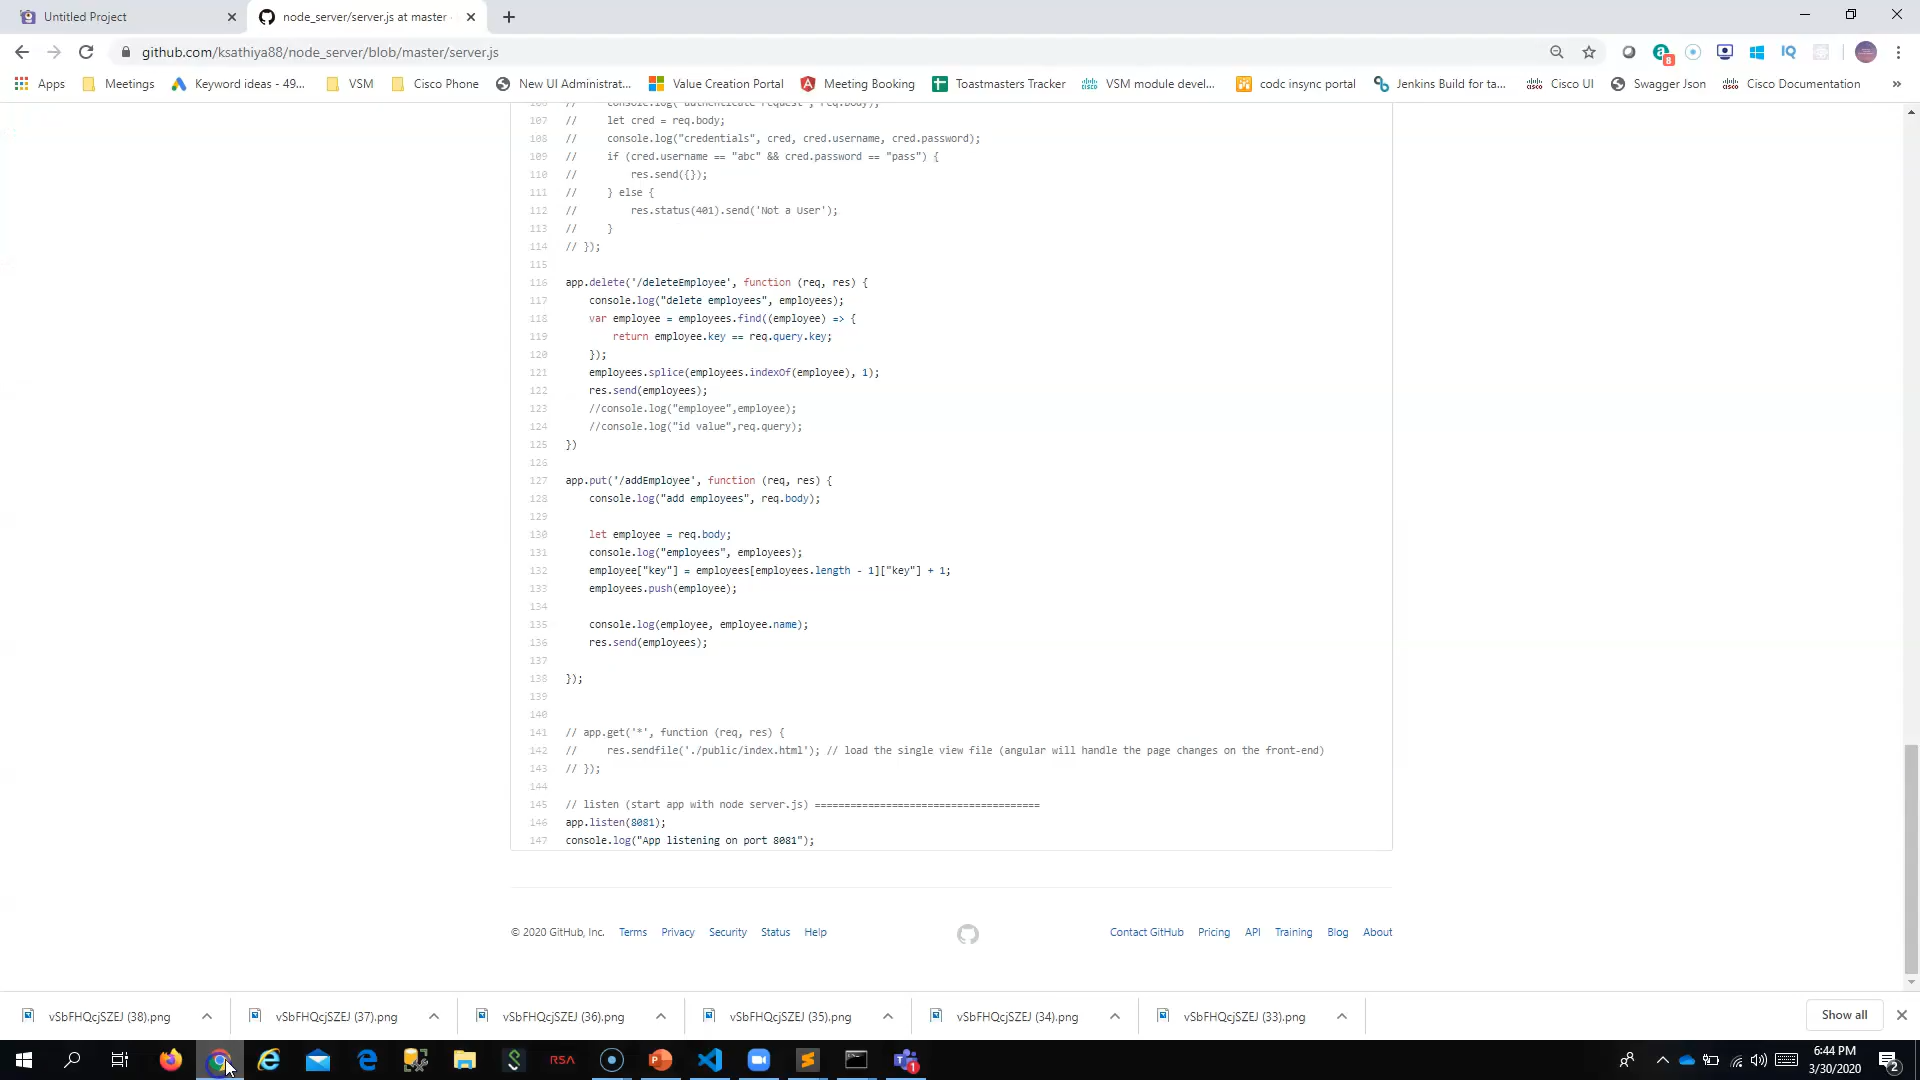 Untitled Project
node_server/server.js at master
github.com/ksathiya88/node_server/blob/master/server.js
Apps
Meetings
Keyword ideas - 49...
VSM
Cisco Phone
New UI Administrat...
Value Creation Portal
Meeting Booking
Toastmasters Tracker
VSM module devel...
codc insync portal
Jenkins Build for ta...
Cisco UI
Swagger Json
Cisco Documentation
»
106 // console.log("authenticate request", req.body);
107 // let cred = req.body;
108 // console.log("credentials", cred, cred.username, cred.password);
109 // if (cred.username == "abc" && cred.password == "pass") {
110 // res.send({});
111 // } else {
112 // res.status(401).send('Not a User');
113 // }
114 // });
115
116 app.delete('/deleteEmployee', function (req, res) {
117 console.log("delete employees", employees);
118 var employee = employees.find((employee) => {
119 return employee.key == req.query.key;
120 });
121 employees.splice(employees.indexOf(employee), 1);
122 res.send(employees);
123 //console.log("employee",employee);
124 //console.log("id value",req.query);
125 })
126
127 app.put('/addEmployee', function (req, res) {
128 console.log("add employees", req.body);
129
130 let employee = req.body;
131 console.log("employees", employees);
132 employee["key"] = employees[employees.length - 1]["key"] + 1;
133 employees.push(employee);
134
135 console.log(employee, employee.name);
136 res.send(employees);
137
138 });
139
140
141 // app.get('*', function (req, res) {
142 // res.sendfile('./public/index.html'); // load the single view file (angular will handle the page changes on the front-end)
143 // });
144
145 // listen (start app with node server.js) ======================================
146 app.listen(8081);
147 console.log("App listening on port 8081");
© 2020 GitHub, Inc.
Terms
Privacy
Security
Status
Help
Contact GitHub
Pricing
API
Training
Blog
About
vSbFHQcjSZEJ (38).png
vSbFHQcjSZEJ (37).png
vSbFHQcjSZEJ (36).png
vSbFHQcjSZEJ (35).png
vSbFHQcjSZEJ (34).png
vSbFHQcjSZEJ (33).png
Show all
RSA
6:44 PM
3/30/2020